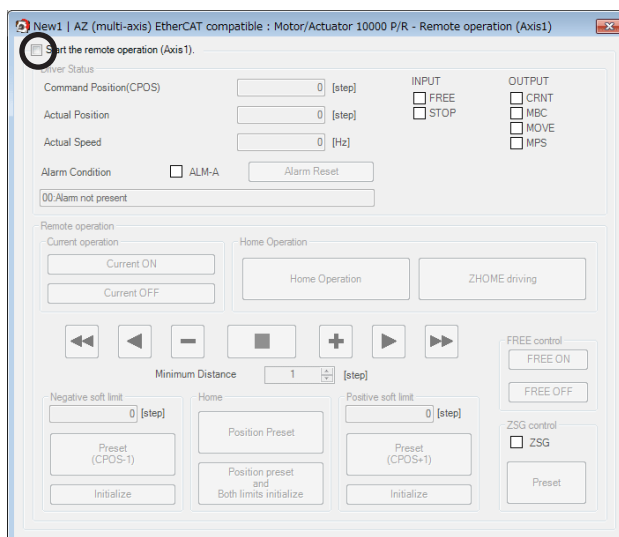 New1 | AZ (multi-axis) EtherCAT compatible : Motor/Actuator 10000 P/R - Remote operation (Axis1)
Start the remote operation (Axis1).
Driver Status
Command Position(CPOS) 0 [step]
INPUT
OUTPUT
FREE
CRNT
Actual Position 0 [step]
STOP
MBC
MOVE
Actual Speed 0 [Hz]
MPS
Alarm Condition ALM-A Alarm Reset
00:Alarm not present
Remote operation
Current operation
Home Operation
Current ON
Home Operation
ZHOME driving
Current OFF
FREE control
FREE ON
Minimum Distance 1 [step]
FREE OFF
Negative soft limit
Home
Positive soft limit
0 [step]
0 [step]
Position Preset
ZSG control
ZSG
Preset
(CPOS-1)
Preset
(CPOS+1)
Position preset
and
Both limits initialize
Preset
Initialize
Initialize